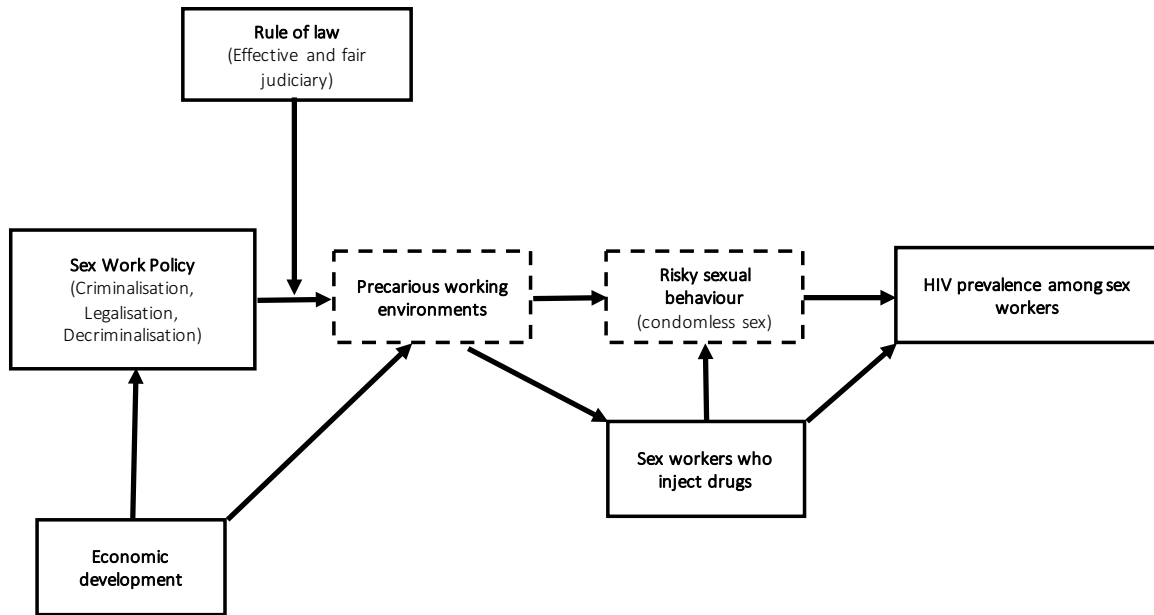 Rule of law
(Effective and fair
judiciary)
Sex Work Policy
(Criminalisation,
Legalisation,
Decriminalisation)
Precarious working
environments
Risky sexual
behaviour
(condomless sex)
HIV prevalence among sex
workers
Sex workers who
inject drugs
Economic
development